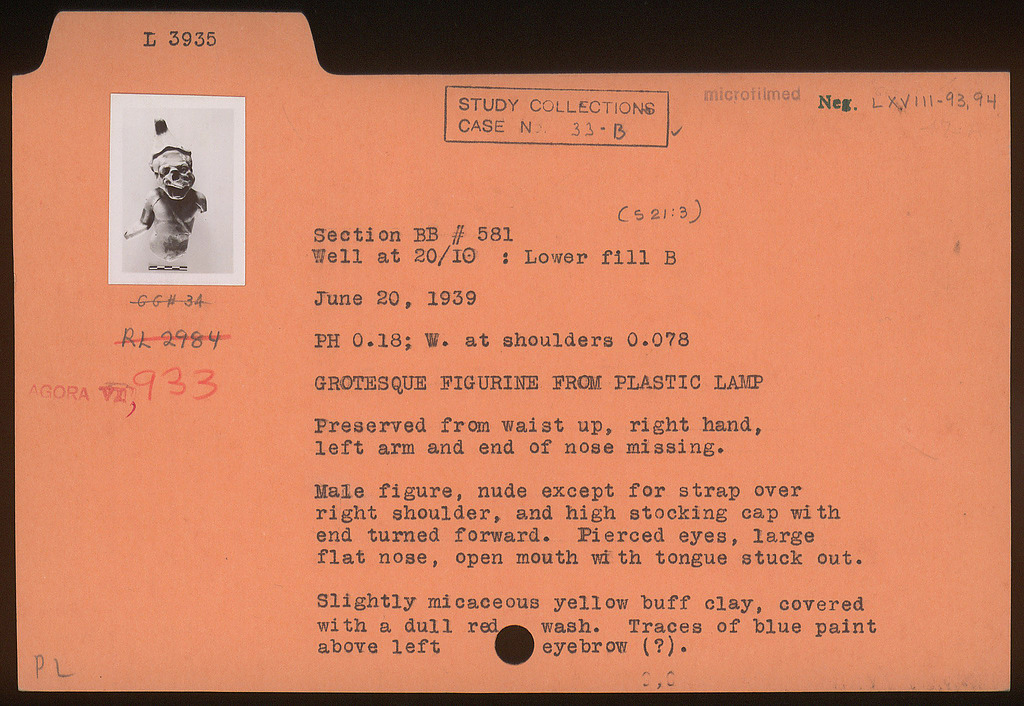 L 3935
STUDY COLLECTIONS
CASE No. 33-B ✓
microfilmed
Neg. LXVIII-93,94
(S 21:3)
Section BB # 581
Well at 20/IO : Lower fill B
June 20, 1939
GG# 34
RL 2984
AGORA VII, 933
PH 0.18; W. at shoulders 0.078
GROTESQUE FIGURINE FROM PLASTIC LAMP
Preserved from waist up, right hand,
left arm and end of nose missing.
Male figure, nude except for strap over
right shoulder, and high stocking cap with
end turned forward. Pierced eyes, large
flat nose, open mouth with tongue stuck out.
Slightly micaceous yellow buff clay, covered
with a dull red wash. Traces of blue paint
above left eyebrow (?).
PL